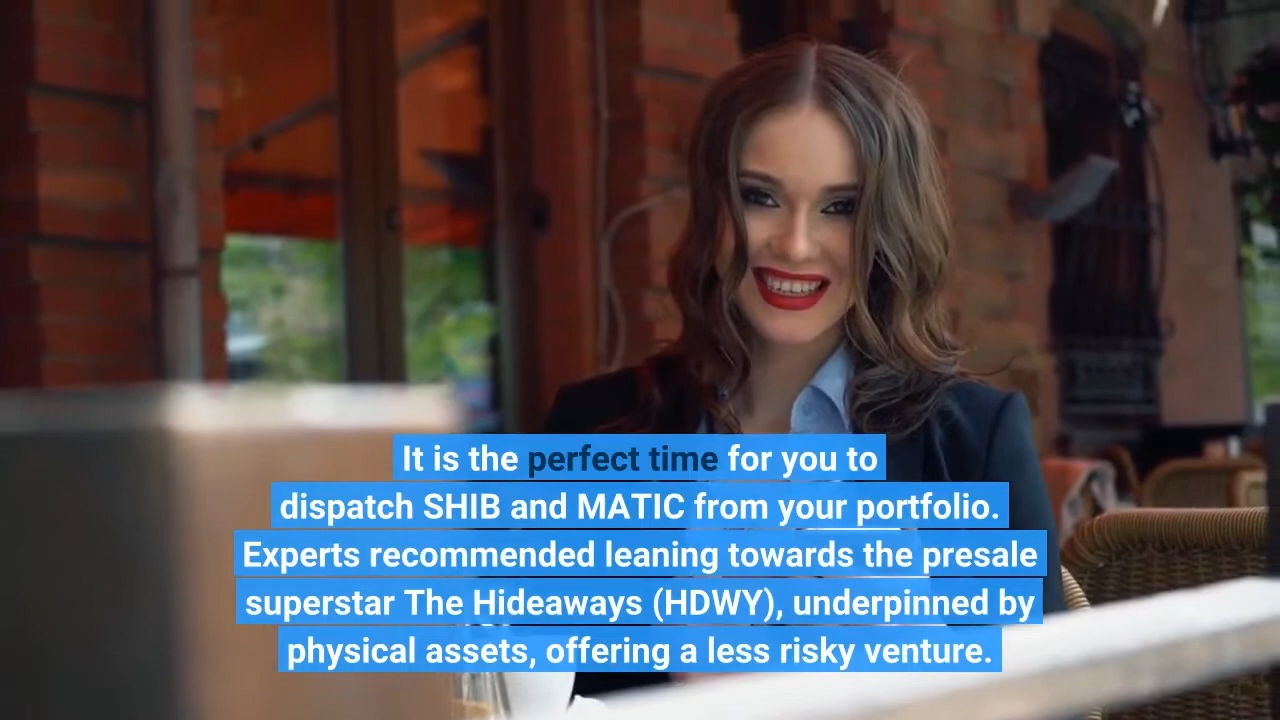 It is the perfect time for you to
dispatch SHIB and MATIC from your portfolio.
Experts recommended leaning towards the presale
superstar The Hideaways (HDWY), underpinned by
physical assets, offering a less risky venture.